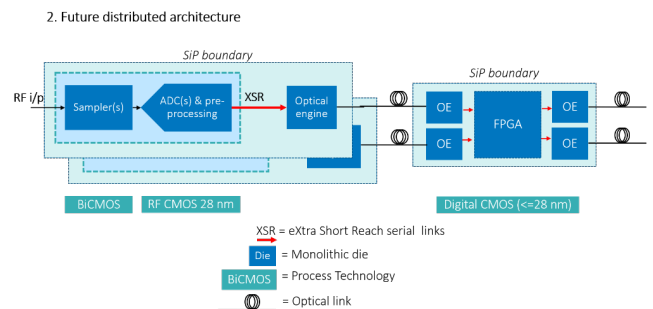 2. Future distributed architecture
SiP boundary
SiP boundary
RF i/p
Sampler(s)
ADC(s) & pre-
processing
XSR
Optical
engine
OE
OE
FPGA
OE
OE
BiCMOS
RF CMOS 28 nm
Digital CMOS (<=28 nm)
XSR = eXtra Short Reach serial links
Die = Monolithic die
BiCMOS = Process Technology
= Optical link